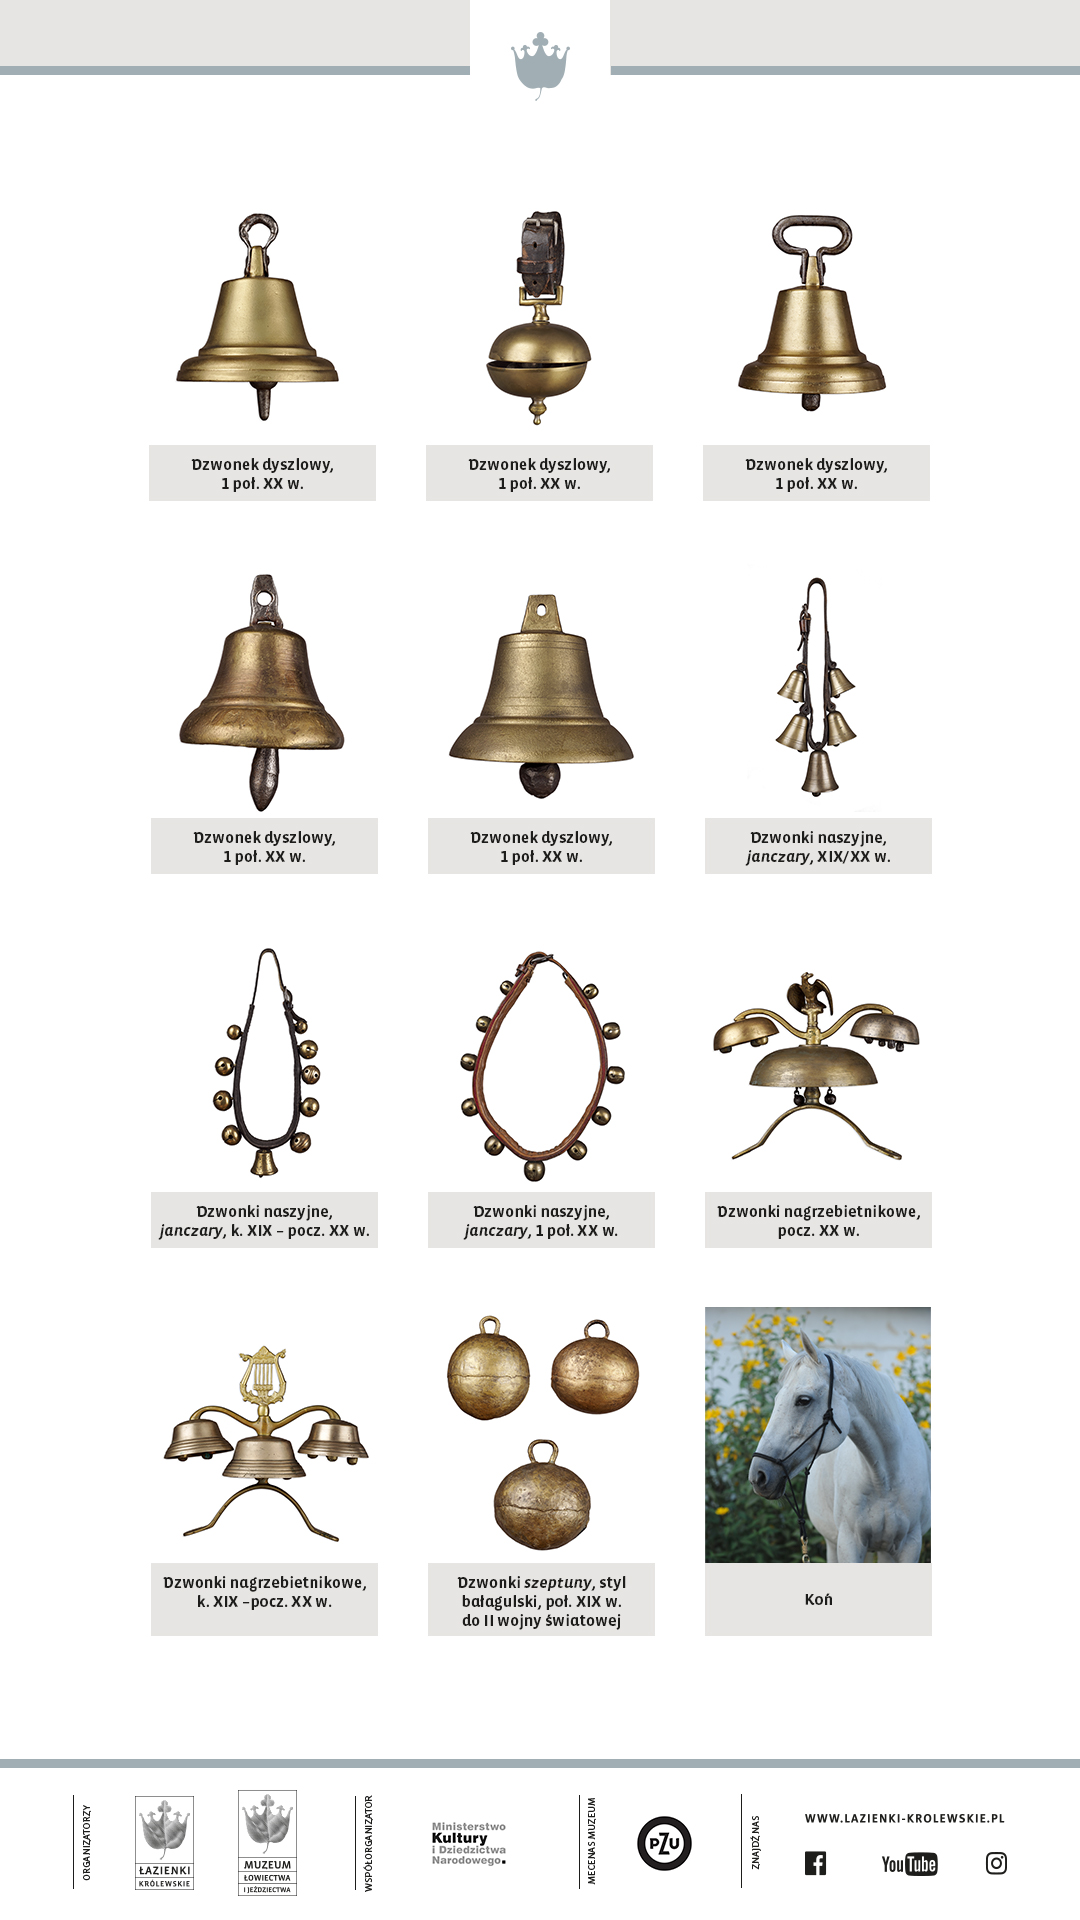 Dzwonek dyszlowy,
1 poł. XX w.
Dzwonek dyszlowy,
1 poł. XX w.
Dzwonek dyszlowy,
1 poł. XX w.
Dzwonek dyszlowy,
1 poł. XX w.
Dzwonek dyszlowy,
1 poł. XX w.
Dzwonki naszyjne,
janczary, XIX/XX w.
Dzwonki naszyjne,
janczary, k. XIX – pocz. XX w.
Dzwonki naszyjne,
janczary, 1 poł. XX w.
Dzwonki nagrzebietnikowe,
pocz. XX w.
Dzwonki nagrzebietnikowe,
k. XIX –pocz. XX w.
Dzwonki szeptuny, styl
bałagulski, poł. XIX w.
do II wojny światowej
Koń
ORGANIZATORZY
ŁAZIENKI
KRÓLEWSKIE
MUZEUM
ŁOWIECTWA
I JEŹDZIECTWA
WSPÓŁORGANIZATOR
Ministerstwo
Kultury
i Dziedzictwa
Narodowego.
MECENAS MUZEUM
PZU
ZNAJDŹ NAS
WWW.LAZIENKI-KROLEWSKIE.PL
YouTube